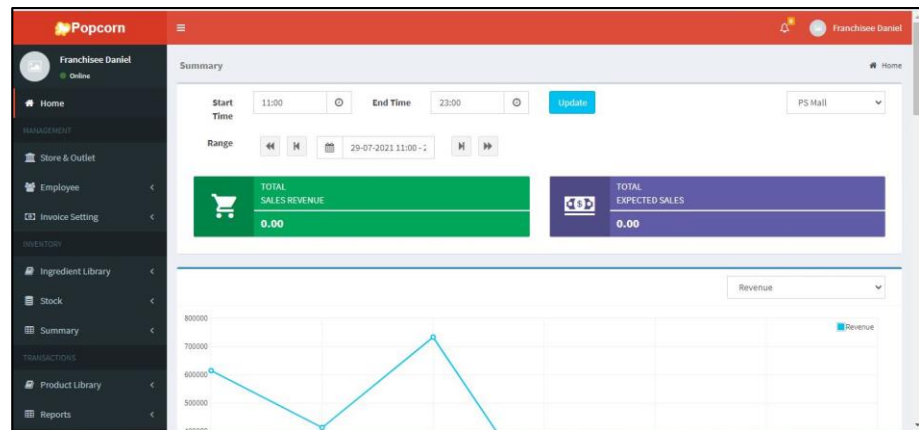 Popcorn
Franchisee Daniel
Franchisee Daniel
Online
Summary
Home
Home
MANAGEMENT
Store & Outlet
Employee
Invoice Setting
INVENTORY
Ingredient Library
Stock
Summary
TRANSACTIONS
Product Library
Reports
Start Time
11:00
End Time
23:00
Update
PS Mall
Range
29-07-2021 11:00 - 2
TOTAL
SALES REVENUE
0.00
TOTAL
EXPECTED SALES
0.00
Revenue
Revenue
800000
700000
600000
500000